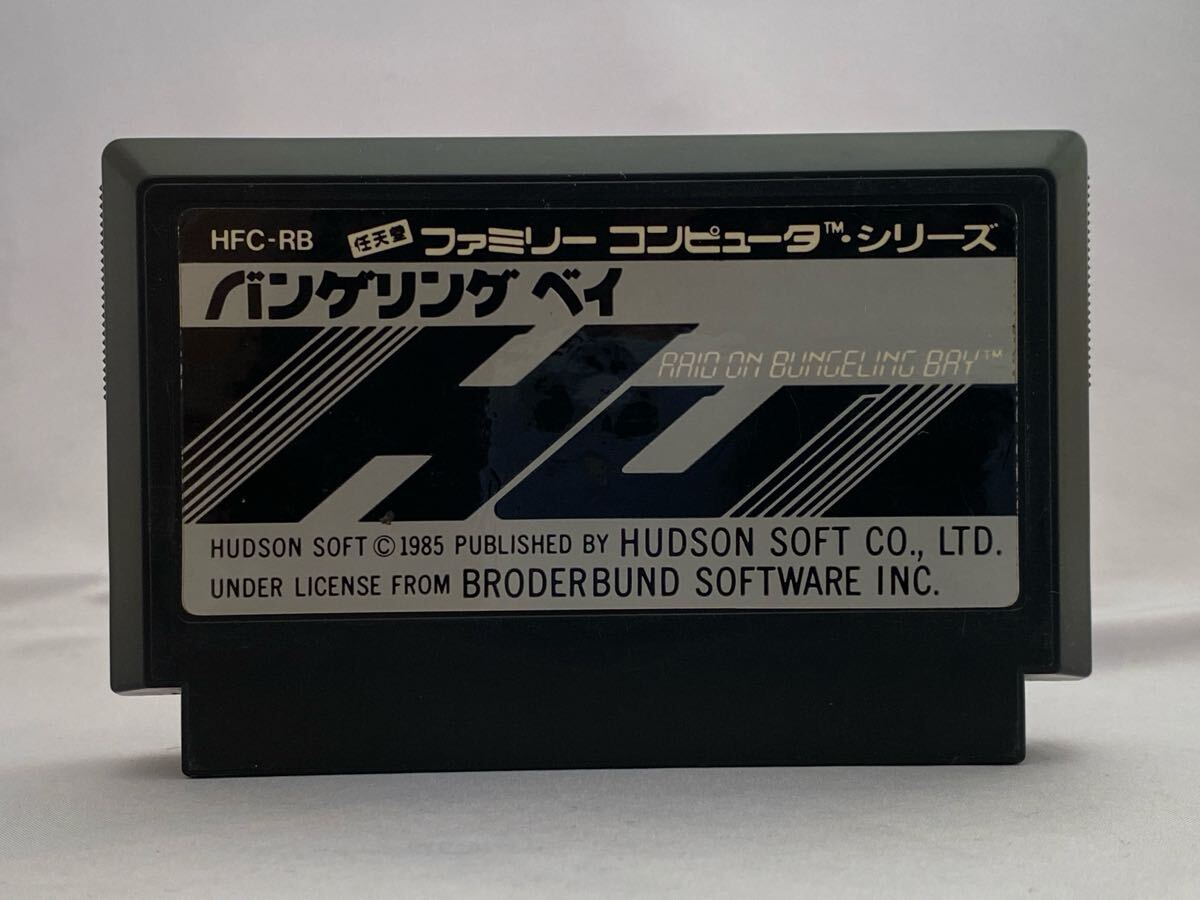 HFC-RB 任天堂 ファミリー コンピュータ™・シリーズ
バンゲリング ベイ
RAID ON BUNGELING BAY™
HUDSON SOFT © 1985 PUBLISHED BY HUDSON SOFT CO., LTD.
UNDER LICENSE FROM BRODERBUND SOFTWARE INC.